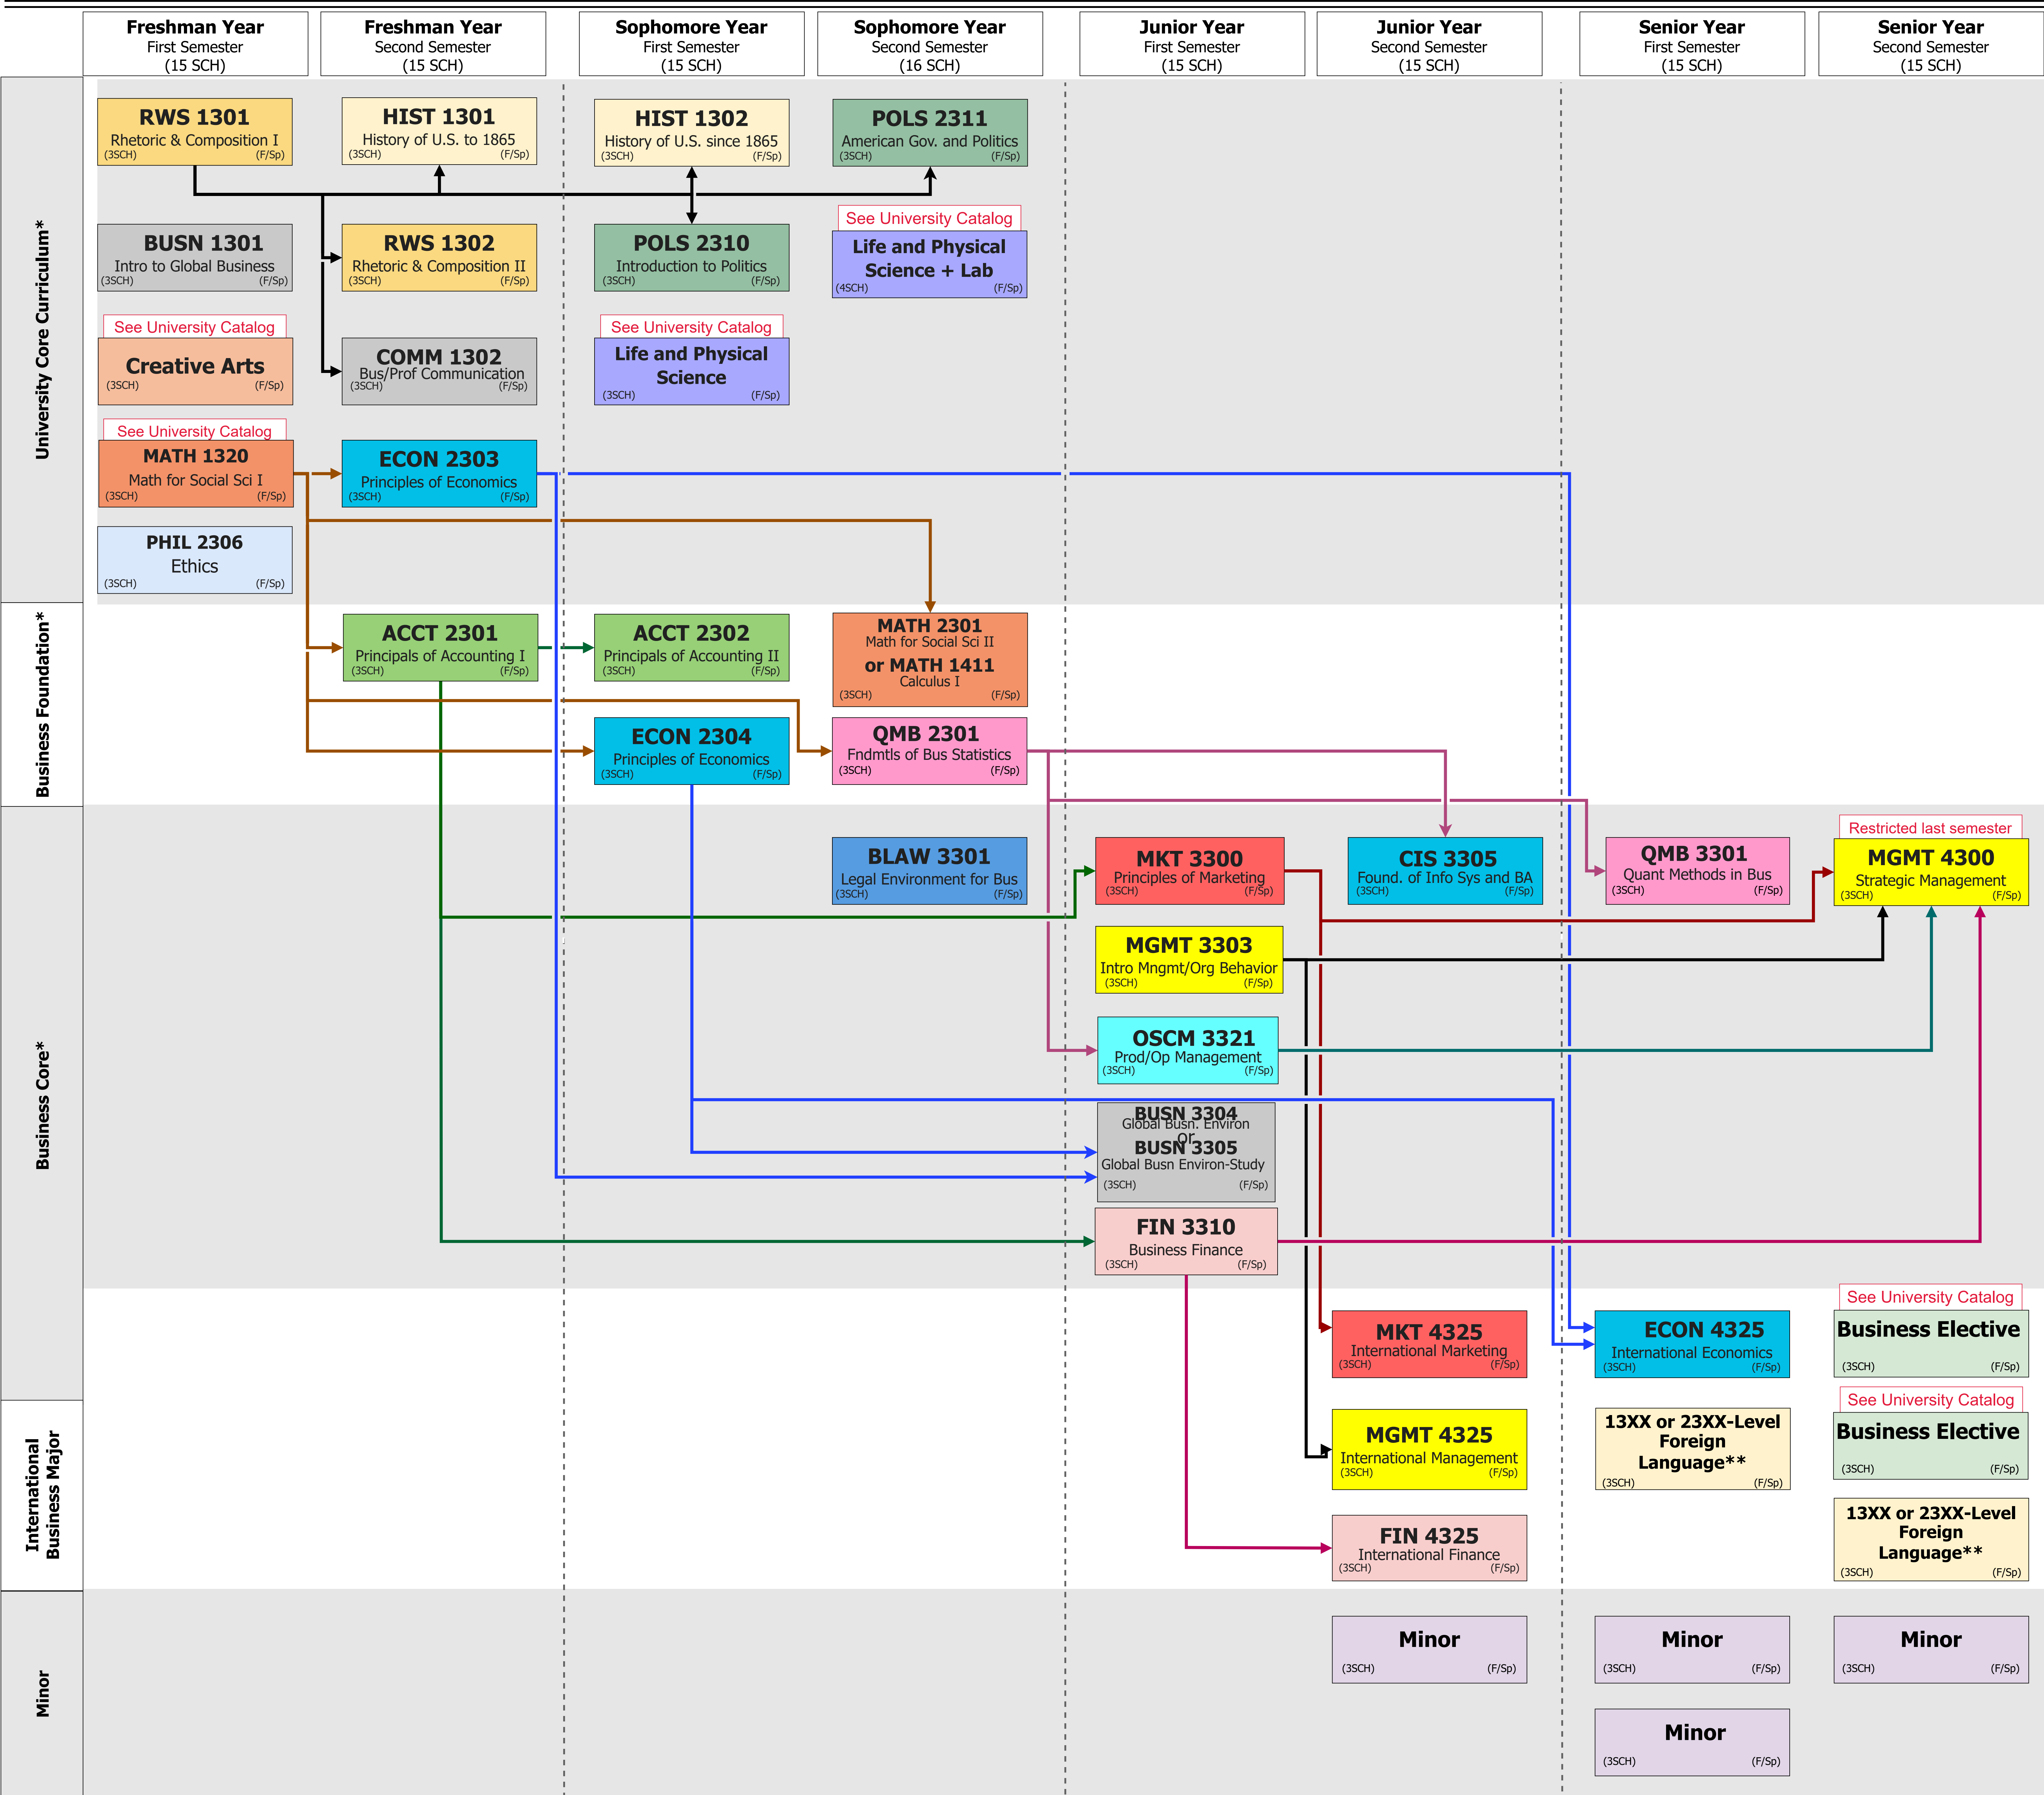 Freshman Year
First Semester
(15 SCH)
Freshman Year
Second Semester
(15 SCH)
Sophomore Year
First Semester
(15 SCH)
Sophomore Year
Second Semester
(16 SCH)
Junior Year
First Semester
(15 SCH)
Junior Year
Second Semester
(15 SCH)
Senior Year
First Semester
(15 SCH)
Senior Year
Second Semester
(15 SCH)
University Core Curriculum*
RWS 1301
Rhetoric & Composition I
(3SCH) (F/Sp)
HIST 1301
History of U.S. to 1865
(3SCH) (F/Sp)
HIST 1302
History of U.S. since 1865
(3SCH) (F/Sp)
POLS 2311
American Gov. and Politics
(3SCH) (F/Sp)
BUSN 1301
Intro to Global Business
(3SCH) (F/Sp)
RWS 1302
Rhetoric & Composition II
(3SCH) (F/Sp)
POLS 2310
Introduction to Politics
(3SCH) (F/Sp)
See University Catalog
Life and Physical
Science + Lab
(4SCH) (F/Sp)
See University Catalog
Creative Arts
(3SCH) (F/Sp)
COMM 1302
Bus/Prof Communication
(3SCH) (F/Sp)
See University Catalog
Life and Physical
Science
(3SCH) (F/Sp)
See University Catalog
MATH 1320
Math for Social Sci I
(3SCH) (F/Sp)
ECON 2303
Principles of Economics
(3SCH) (F/Sp)
PHIL 2306
Ethics
(3SCH) (F/Sp)
Business Foundation*
ACCT 2301
Principals of Accounting I
(3SCH) (F/Sp)
ACCT 2302
Principals of Accounting II
(3SCH) (F/Sp)
MATH 2301
Math for Social Sci II
or MATH 1411
Calculus I
(3SCH) (F/Sp)
ECON 2304
Principles of Economics
(3SCH) (F/Sp)
QMB 2301
Fndmtls of Bus Statistics
(3SCH) (F/Sp)
Business Core*
BLAW 3301
Legal Environment for Bus
(3SCH) (F/Sp)
MKT 3300
Principles of Marketing
(3SCH) (F/Sp)
CIS 3305
Found. of Info Sys and BA
(3SCH) (F/Sp)
QMB 3301
Quant Methods in Bus
(3SCH) (F/Sp)
Restricted last semester
MGMT 4300
Strategic Management
(3SCH) (F/Sp)
MGMT 3303
Intro Mngmt/Org Behavior
(3SCH) (F/Sp)
OSCM 3321
Prod/Op Management
(3SCH) (F/Sp)
BUSN 3304
Global Busn. Environ
or
BUSN 3305
Global Busn Environ-Study
(3SCH) (F/Sp)
FIN 3310
Business Finance
(3SCH) (F/Sp)
MKT 4325
International Marketing
(3SCH) (F/Sp)
ECON 4325
International Economics
(3SCH) (F/Sp)
See University Catalog
Business Elective
(3SCH) (F/Sp)
International
Business Major
MGMT 4325
International Management
(3SCH) (F/Sp)
13XX or 23XX-Level
Foreign
Language**
(3SCH) (F/Sp)
See University Catalog
Business Elective
(3SCH) (F/Sp)
FIN 4325
International Finance
(3SCH) (F/Sp)
13XX or 23XX-Level
Foreign
Language**
(3SCH) (F/Sp)
Minor
Minor
(3SCH) (F/Sp)
Minor
(3SCH) (F/Sp)
Minor
(3SCH) (F/Sp)
Minor
(3SCH) (F/Sp)